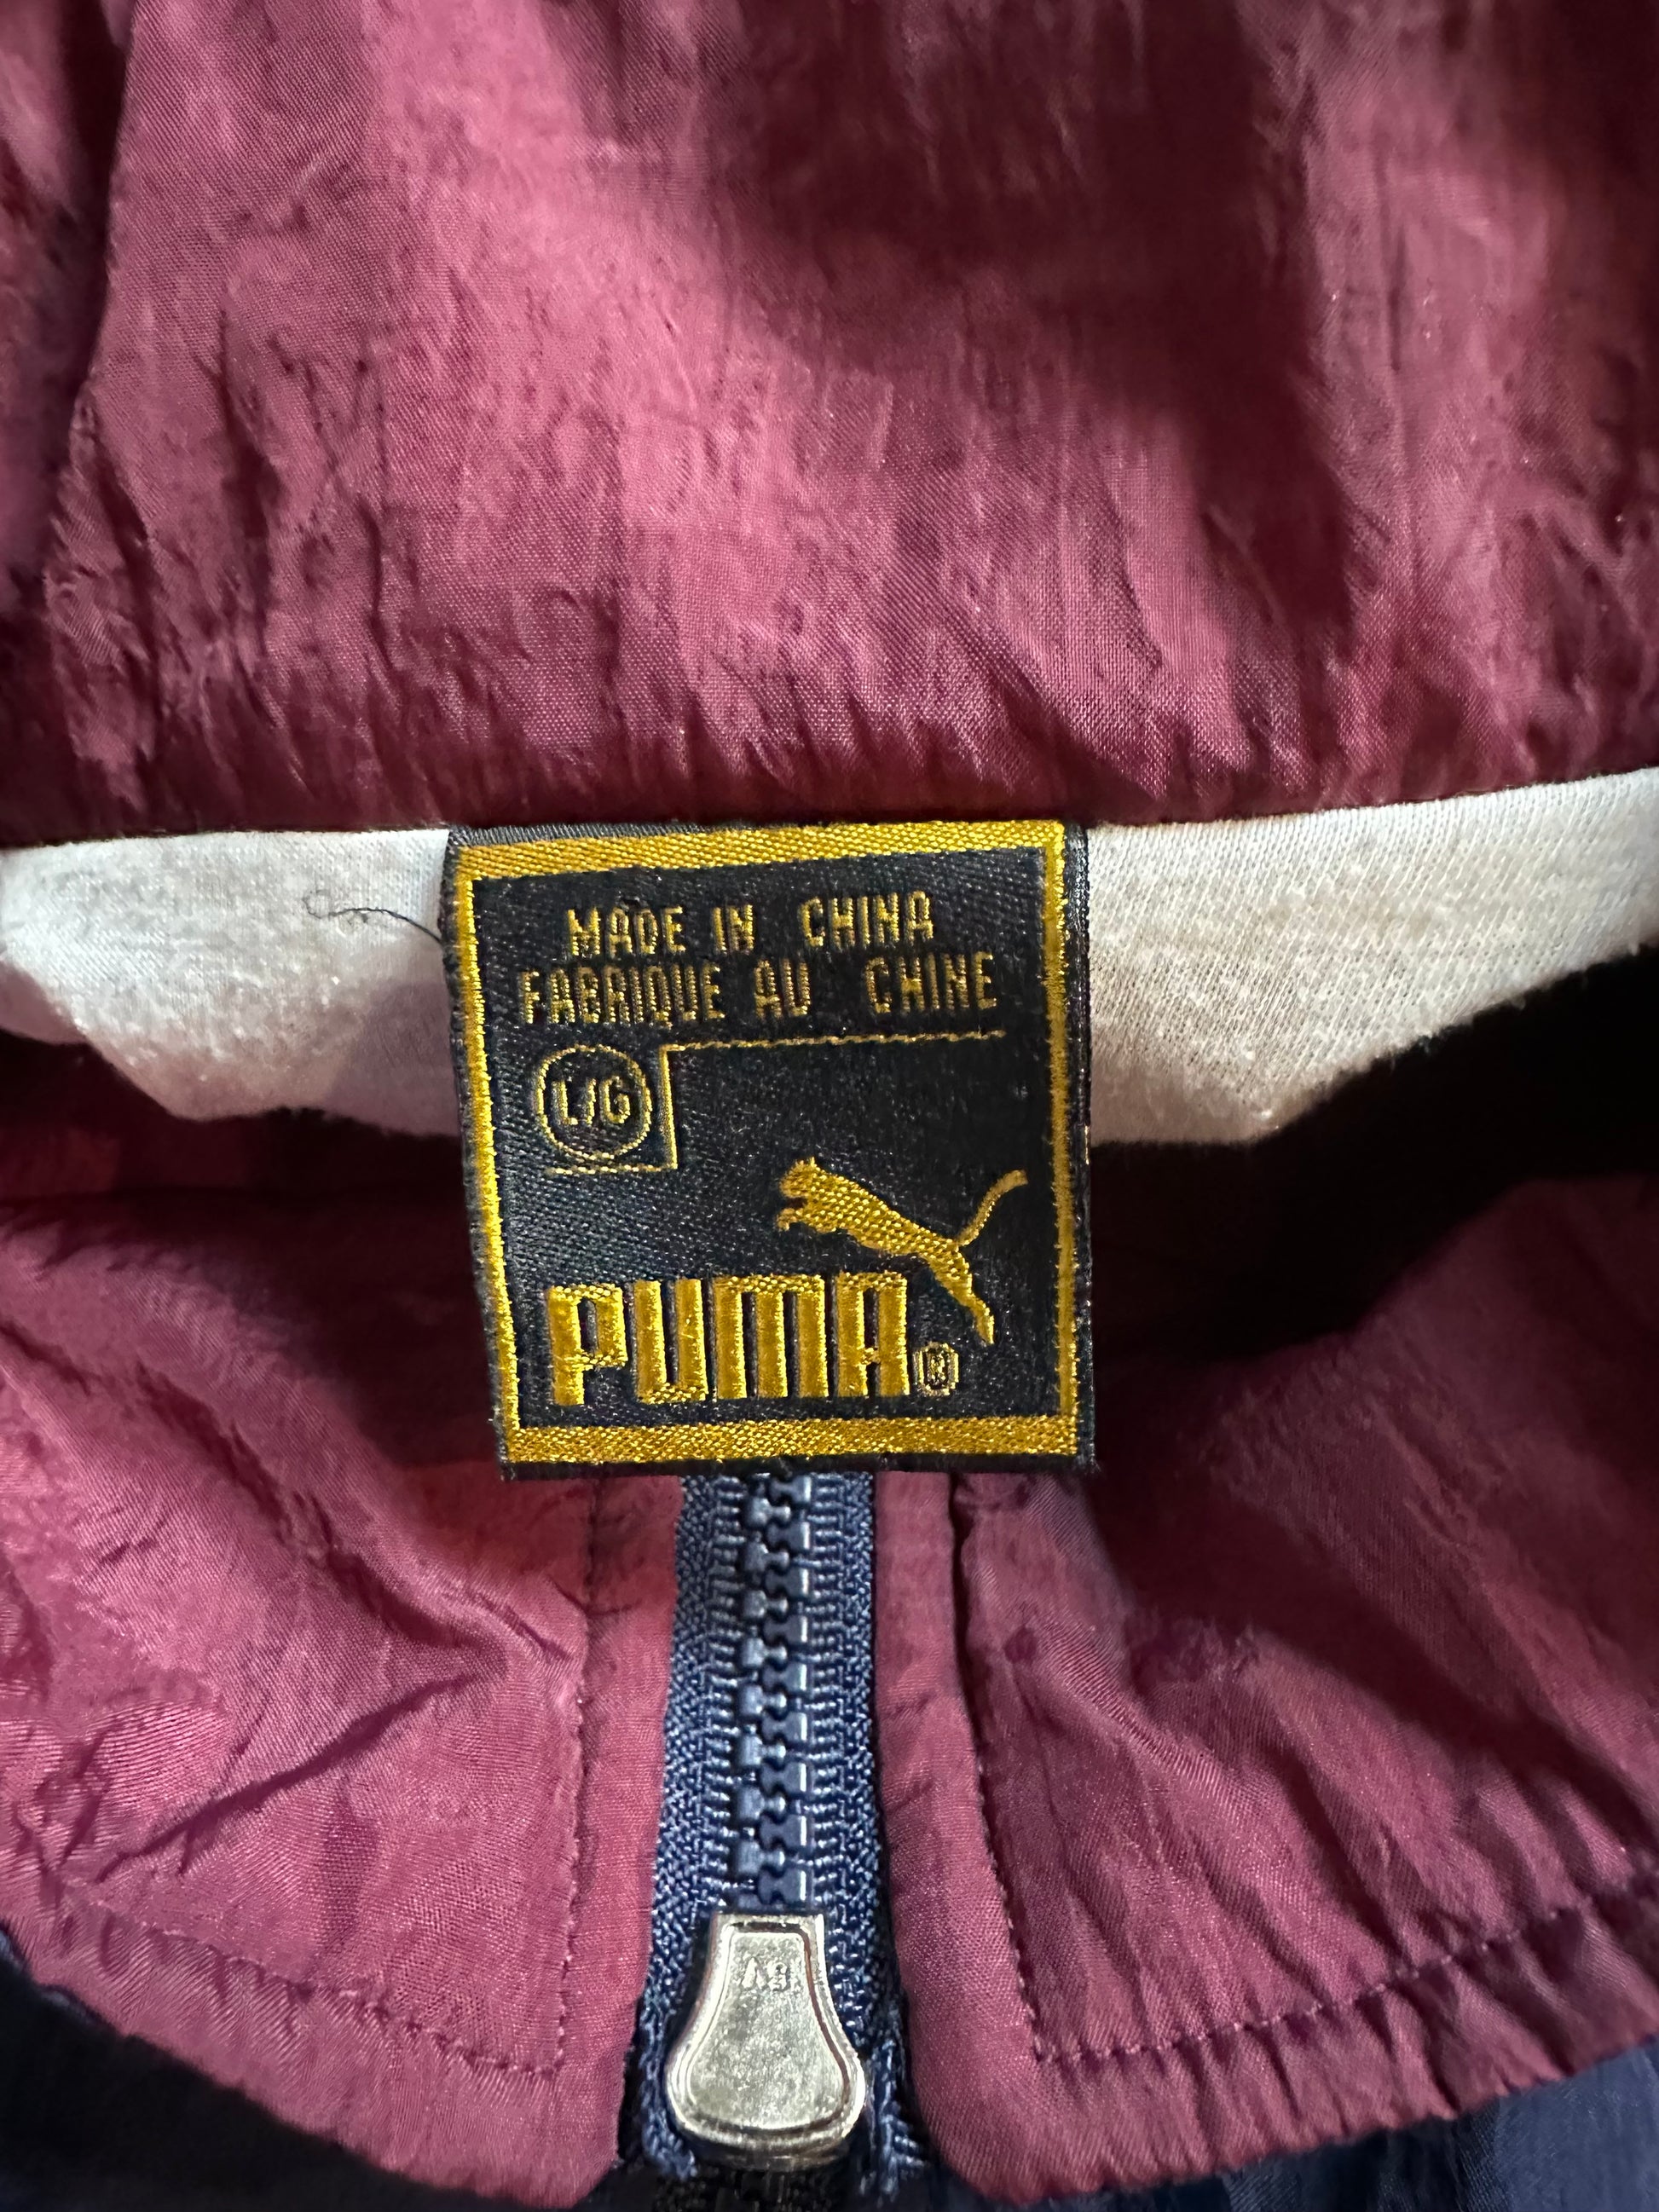 MADE IN CHINA
FABRIQUE AU CHINE
L/G
PUMA®